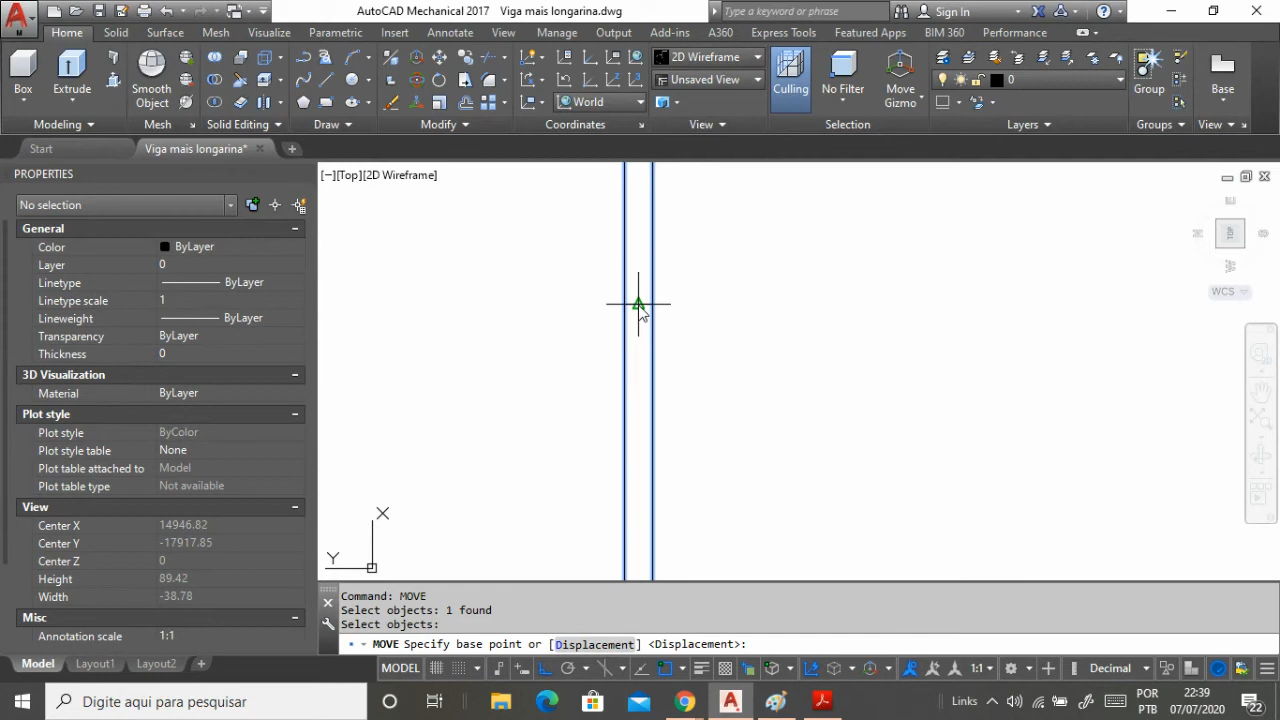 AutoCAD Mechanical 2017 Viga mais longarina.dwg
Type a keyword or phrase
Sign In
Home Solid Surface Mesh Visualize Parametric Insert Annotate View Manage Output Add-ins A360 Express Tools Featured Apps BIM 360 Performance
2D Wireframe
Unsaved View
World
Box
Extrude
Smooth
Object
Culling
No Filter
Move
Gizmo
0
Group
Base
Modeling Mesh Solid Editing Draw Modify Coordinates View Selection Layers Groups View
Start Viga mais longarina*
PROPERTIES
[−][Top][2D Wireframe]
No selection
General
Color ByLayer
Layer 0
Linetype ByLayer
Linetype scale 1
Lineweight ByLayer
Transparency ByLayer
Thickness 0
3D Visualization
Material ByLayer
Plot style
Plot style ByColor
Plot style table None
Plot table attached to Model
Plot table type Not available
View
Center X 14946.82
Center Y -17917.85
Center Z 0
Height 89.42
Width -38.78
Misc
Annotation scale 1:1
TOP
WCS
X
Y
Command: MOVE
Select objects: 1 found
Select objects:
MOVE Specify base point or [Displacement] <Displacement>:
Model Layout1 Layout2
MODEL 1:1 Decimal
Digite aqui para pesquisar
Links
POR
PTB
22:39
07/07/2020
22